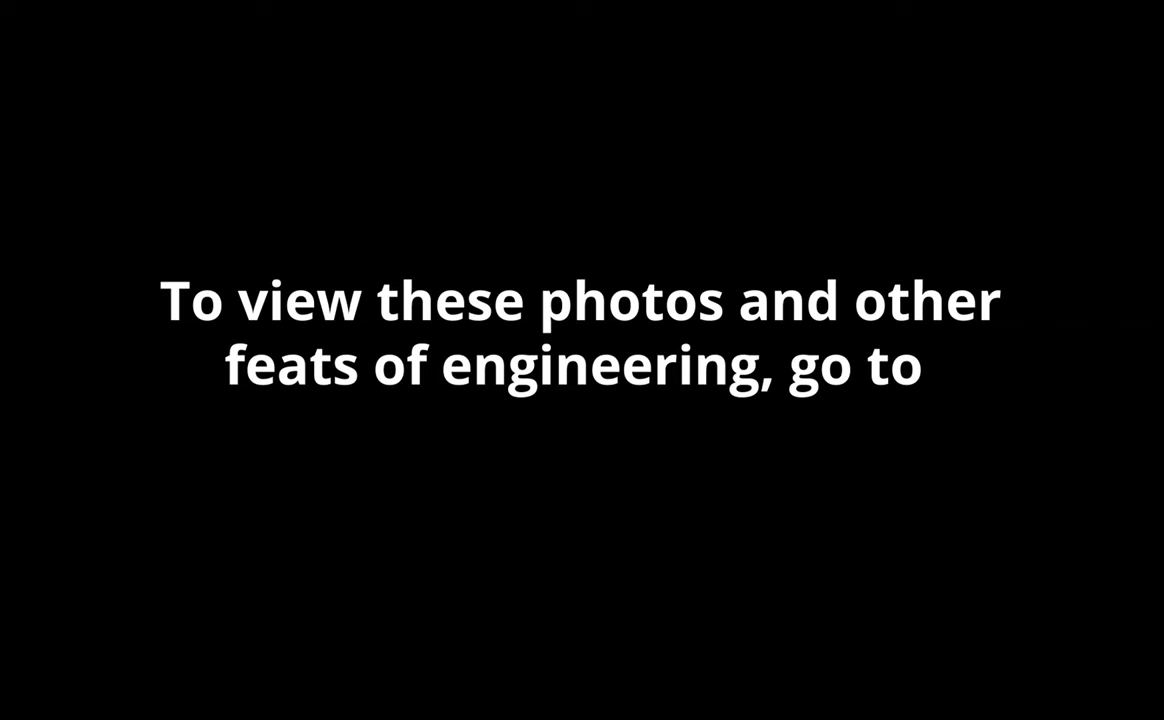 To view these photos and other
feats of engineering, go to